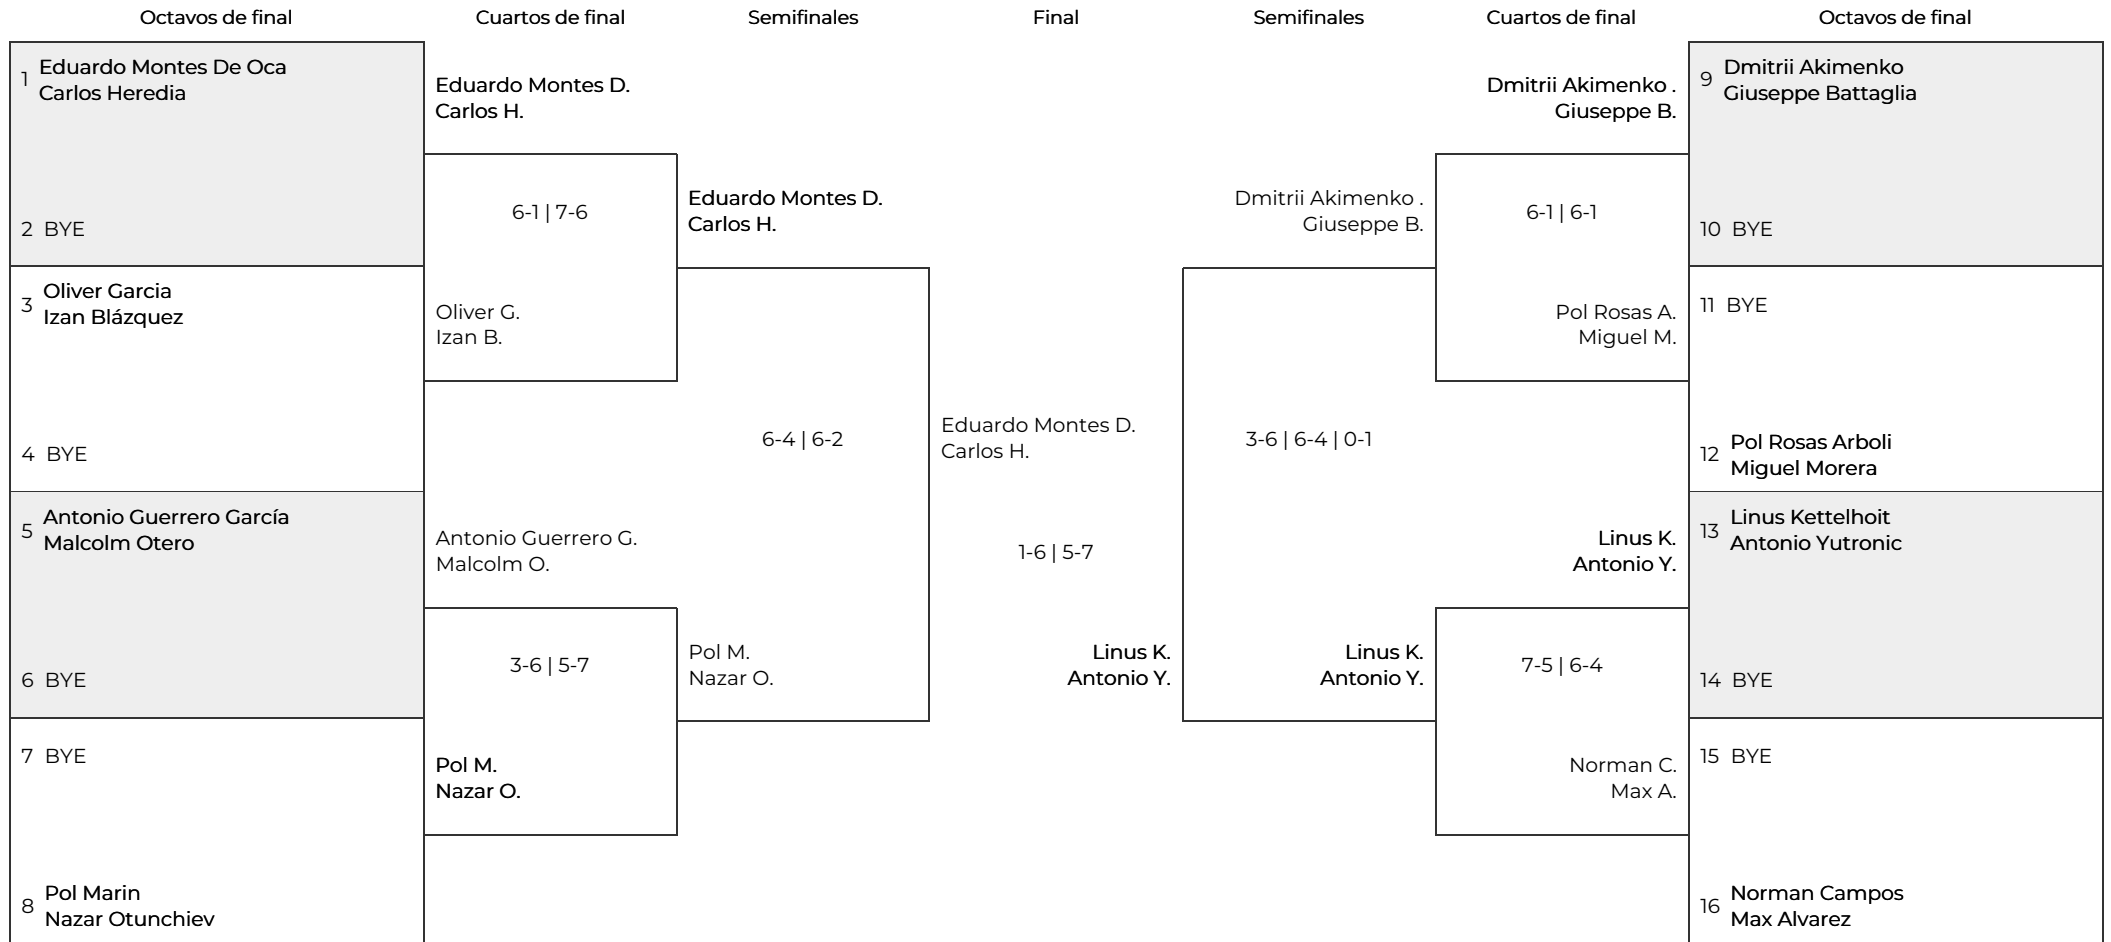 Octavos de final
Cuartos de final
Semifinales
Final
Semifinales
Cuartos de final
Octavos de final
1
Eduardo Montes De Oca
Carlos Heredia
2 BYE
3
Oliver Garcia
Izan Blázquez
4 BYE
5
Antonio Guerrero García
Malcolm Otero
6 BYE
7 BYE
8
Pol Marin
Nazar Otunchiev
Eduardo Montes D.
Carlos H.
6-1 | 7-6
Oliver G.
Izan B.
Antonio Guerrero G.
Malcolm O.
3-6 | 5-7
Pol M.
Nazar O.
Eduardo Montes D.
Carlos H.
6-4 | 6-2
Pol M.
Nazar O.
Eduardo Montes D.
Carlos H.
1-6 | 5-7
Linus K.
Antonio Y.
Dmitrii Akimenko .
Giuseppe B.
3-6 | 6-4 | 0-1
Linus K.
Antonio Y.
Dmitrii Akimenko .
Giuseppe B.
6-1 | 6-1
Pol Rosas A.
Miguel M.
Linus K.
Antonio Y.
7-5 | 6-4
Norman C.
Max A.
9
Dmitrii Akimenko
Giuseppe Battaglia
10 BYE
11 BYE
12
Pol Rosas Arboli
Miguel Morera
13
Linus Kettelhoit
Antonio Yutronic
14 BYE
15 BYE
16
Norman Campos
Max Alvarez